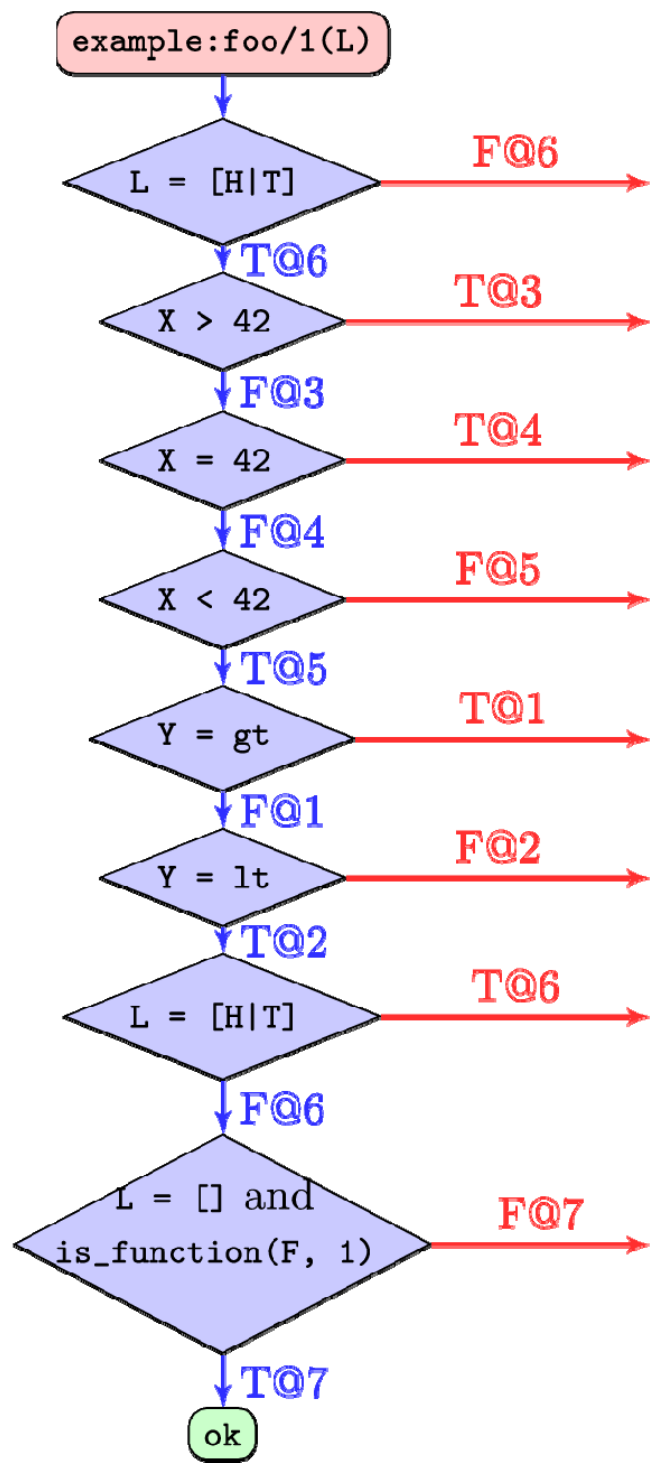 example:foo/1(L)
L = [H|T]
F@6
T@6
X > 42
T@3
F@3
X = 42
T@4
F@4
X < 42
F@5
T@5
Y = gt
T@1
F@1
Y = lt
F@2
T@2
L = [H|T]
T@6
F@6
L = [] and
is_function(F, 1)
F@7
T@7
ok